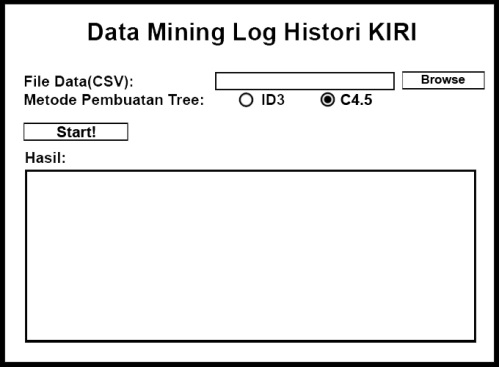 Data Mining Log Histori KIRI
File Data(CSV): Browse
Metode Pembuatan Tree: ID3 C4.5
Start!
Hasil: